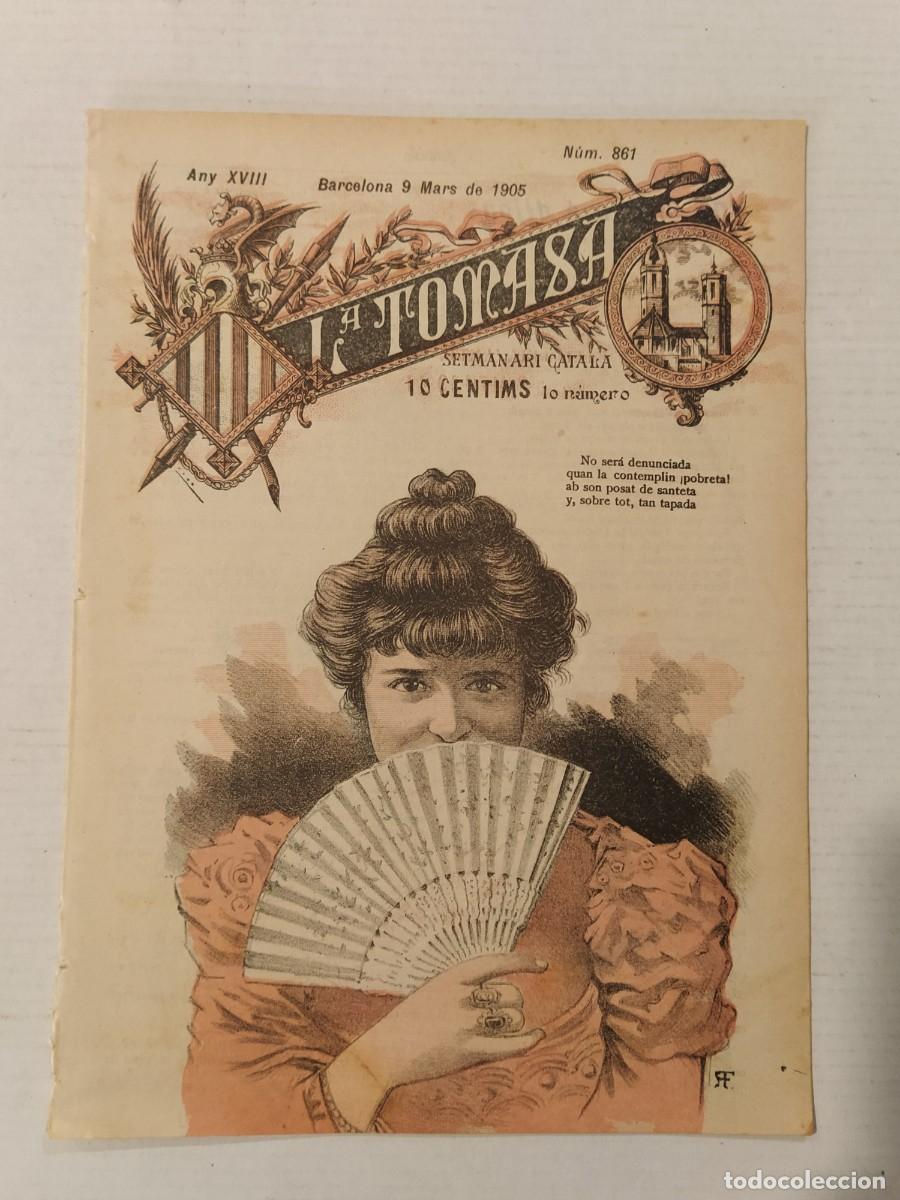 Núm. 861
Any XVIII
Barcelona 9 Mars de 1905
LA TOMASA
SETMANARI CATALÀ
10 CENTIMS lo número
No será denunciada
quan la contemplin ¡pobreta!
ab son posat de santeta
y, sobre tot, tan tapada
todocoleccion